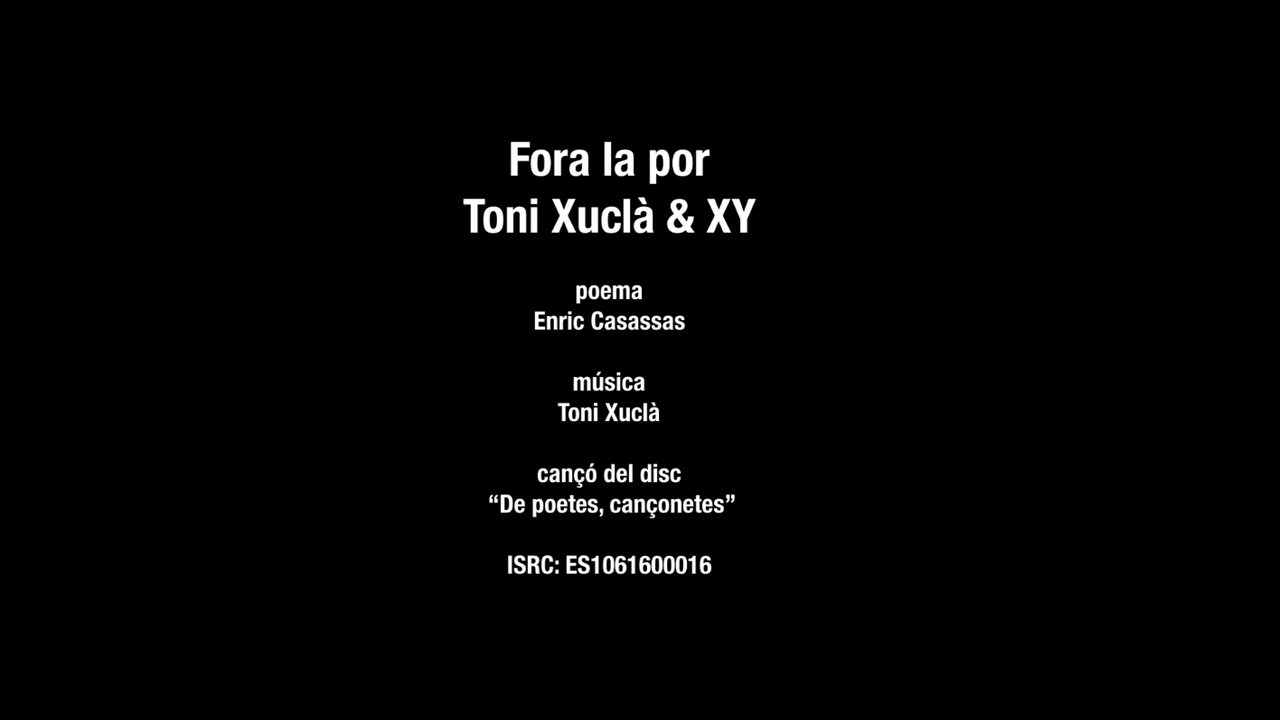 Fora la por
Toni Xuclà & XY
poema
Enric Casassas
música
Toni Xuclà
cançó del disc
“De poetes, cançonetes”
ISRC: ES1061600016